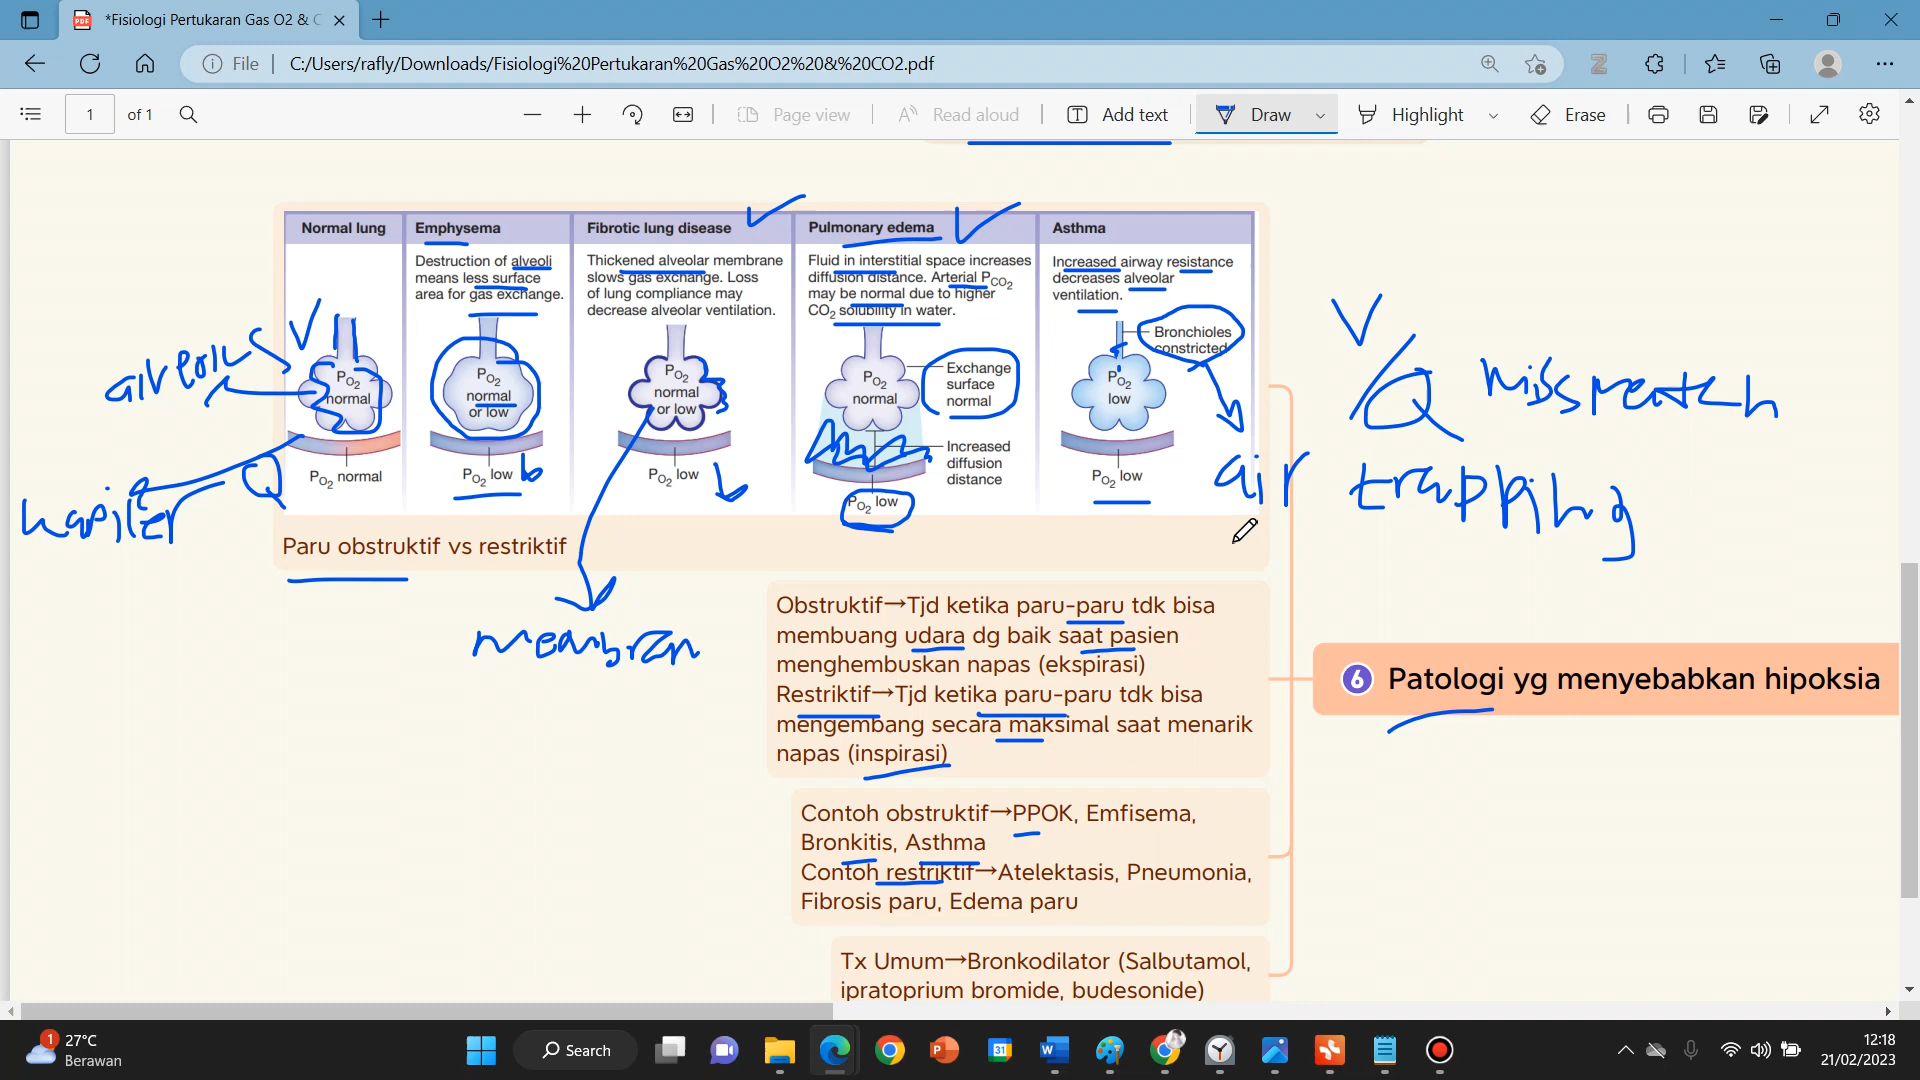 *Fisiologi Pertukaran Gas O2 & C
File
C:/Users/rafly/Downloads/Fisiologi%20Pertukaran%20Gas%20O2%20&%20CO2.pdf
1 of 1
Page view
Read aloud
Add text
Draw
Highlight
Erase
Normal lung
Emphysema
Destruction of alveoli
means less surface
area for gas exchange.
Fibrotic lung disease
Thickened alveolar membrane
slows gas exchange. Loss
of lung compliance may
decrease alveolar ventilation.
Pulmonary edema
Fluid in interstitial space increases
diffusion distance. Arterial PCO2
may be normal due to higher
CO2 solubility in water.
Asthma
Increased airway resistance
decreases alveolar
ventilation.
PO2
normal
PO2 normal
PO2
normal
or low
PO2 low
PO2
normal
or low
PO2 low
PO2
normal
Exchange
surface
normal
Increased
diffusion
distance
PO2 low
Bronchioles
constricted
PO2
low
PO2 low
alveolus
V
Q
kapiler
membran
V/Q missmatch
air trapping
Paru obstruktif vs restriktif
Obstruktif→Tjd ketika paru-paru tdk bisa
membuang udara dg baik saat pasien
menghembuskan napas (ekspirasi)
Restriktif→Tjd ketika paru-paru tdk bisa
mengembang secara maksimal saat menarik
napas (inspirasi)
6 Patologi yg menyebabkan hipoksia
Contoh obstruktif→PPOK, Emfisema,
Bronkitis, Asthma
Contoh restriktif→Atelektasis, Pneumonia,
Fibrosis paru, Edema paru
Tx Umum→Bronkodilator (Salbutamol,
ipratoprium bromide, budesonide)
1
27°C
Berawan
Search
31
12:18
21/02/2023